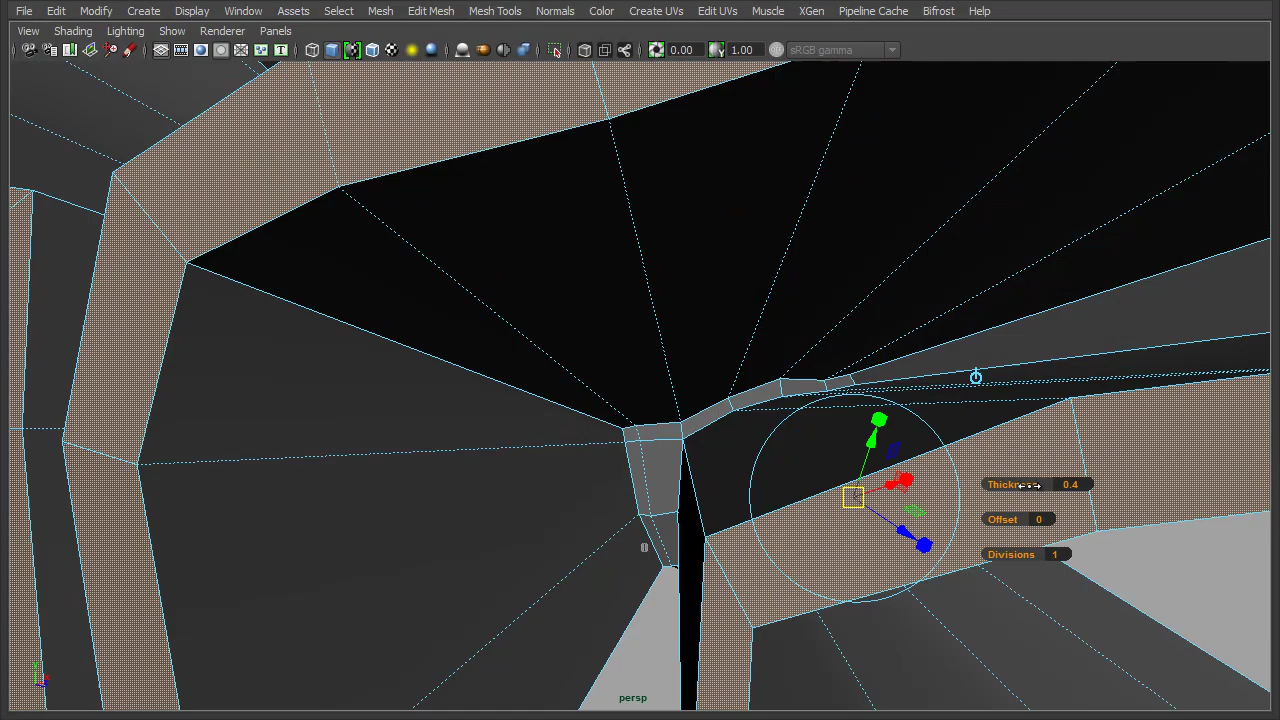 File Edit Modify Create Display Window Assets Select Mesh Edit Mesh Mesh Tools Normals Color Create UVs Edit UVs Muscle XGen Pipeline Cache Bifrost Help
View Shading Lighting Show Renderer Panels
0.00 1.00 sRGB gamma
Thickness 0.4
Offset 0
Divisions 1
persp